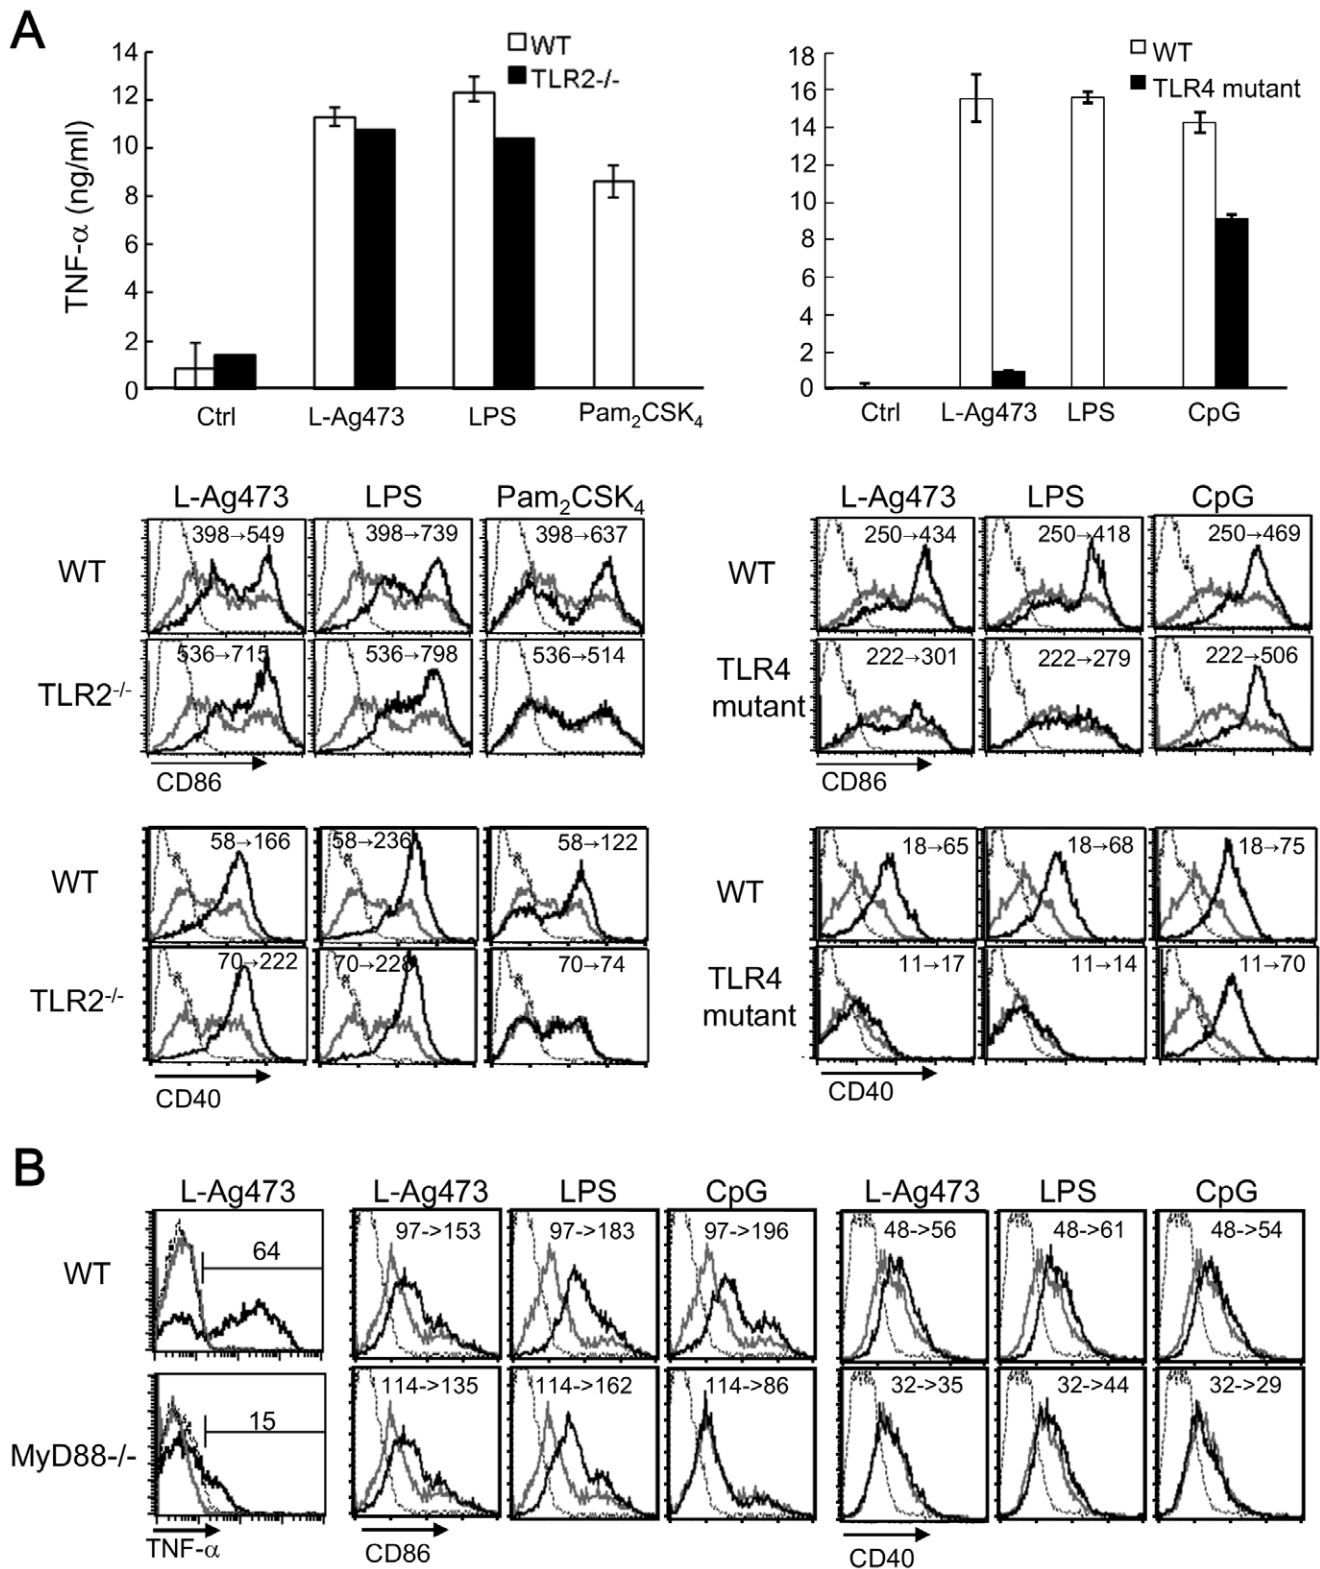 A
14
12
10
8
6
4
2
0
TNF-α (ng/ml)
WT
TLR2-/-
Ctrl L-Ag473 LPS Pam2CSK4
18
16
14
12
10
8
6
4
2
0
WT
TLR4 mutant
Ctrl L-Ag473 LPS CpG
L-Ag473 LPS Pam2CSK4
WT
398→549 398→739 398→637
TLR2-/-
536→715 536→798 536→514
CD86
WT
58→166 58→236 58→122
TLR2-/-
70→222 70→228 70→74
CD40
L-Ag473 LPS CpG
WT
250→434 250→418 250→469
TLR4
mutant
222→301 222→279 222→506
CD86
WT
18→65 18→68 18→75
TLR4
mutant
11→17 11→14 11→70
CD40
B
L-Ag473 L-Ag473 LPS CpG L-Ag473 LPS CpG
WT
64 97->153 97->183 97->196 48->56 48->61 48->54
MyD88-/-
15 114->135 114->162 114->86 32->35 32->44 32->29
TNF-α CD86 CD40